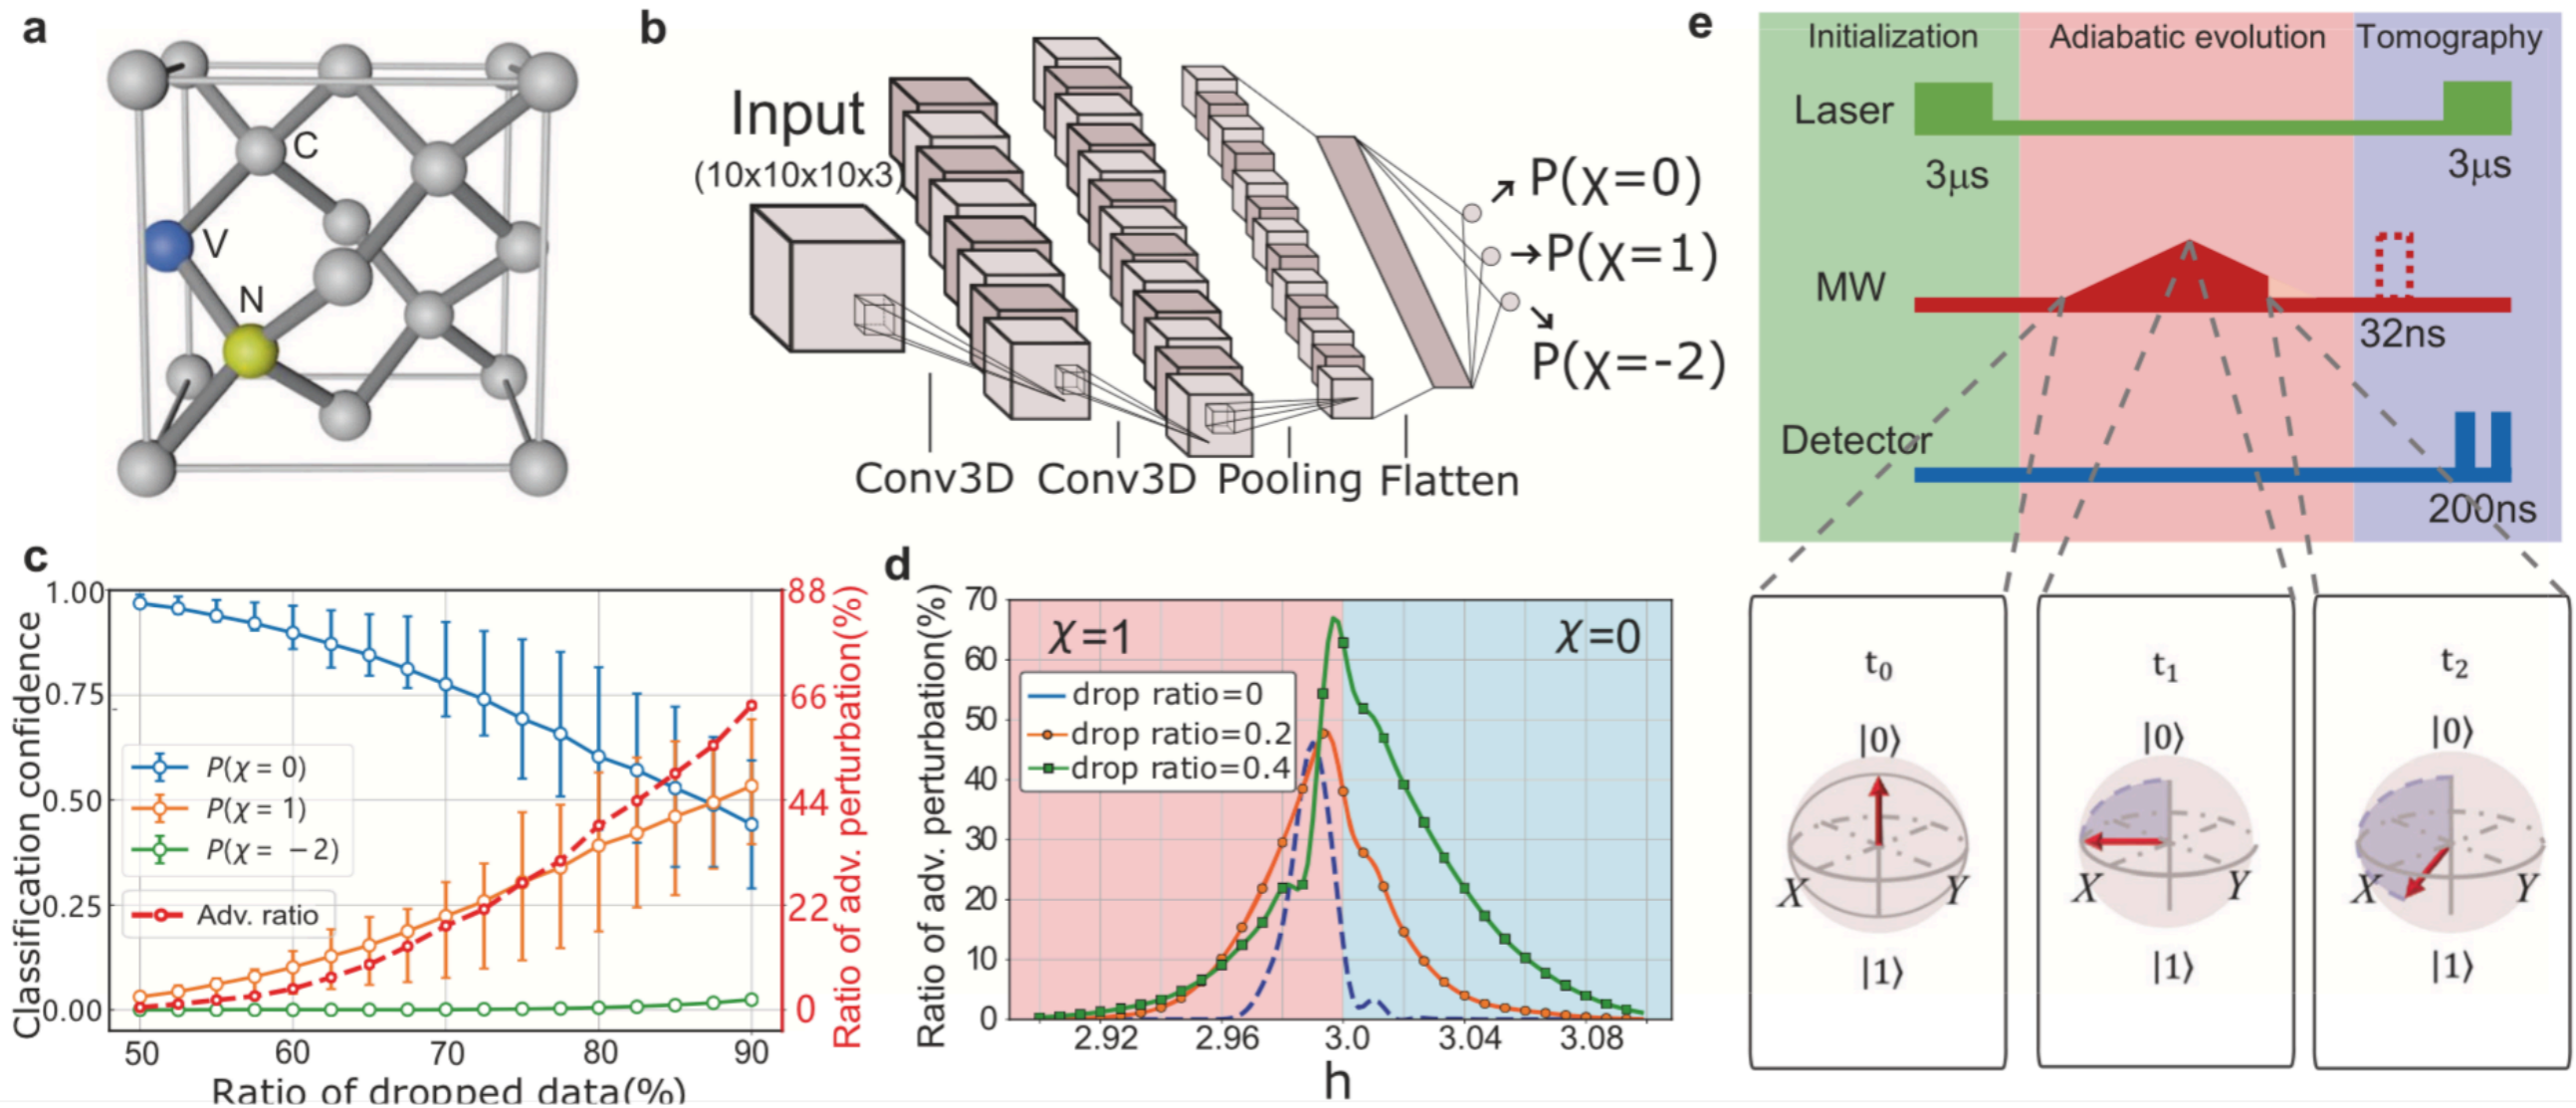 a
C
V
N
b
Input
(10x10x10x3)
Conv3D
Conv3D
Pooling
Flatten
P(χ=0)
P(χ=1)
P(χ=-2)
c
Classification confidence
1.00
0.75
0.50
0.25
0.00
P(χ = 0)
P(χ = 1)
P(χ = −2)
Adv. ratio
88
66
44
22
0
Ratio of adv. perturbation(%)
50
60
70
80
90
Ratio of dropped data(%)
d
Ratio of adv. perturbation(%)
70
60
50
40
30
20
10
0
χ=1
χ=0
drop ratio=0
drop ratio=0.2
drop ratio=0.4
2.92
2.96
3.0
3.04
3.08
h
e
Initialization
Adiabatic evolution
Tomography
Laser
3μs
3μs
MW
32ns
Detector
200ns
t₀
|0⟩
X
Y
|1⟩
t₁
|0⟩
X
Y
|1⟩
t₂
|0⟩
X
Y
|1⟩